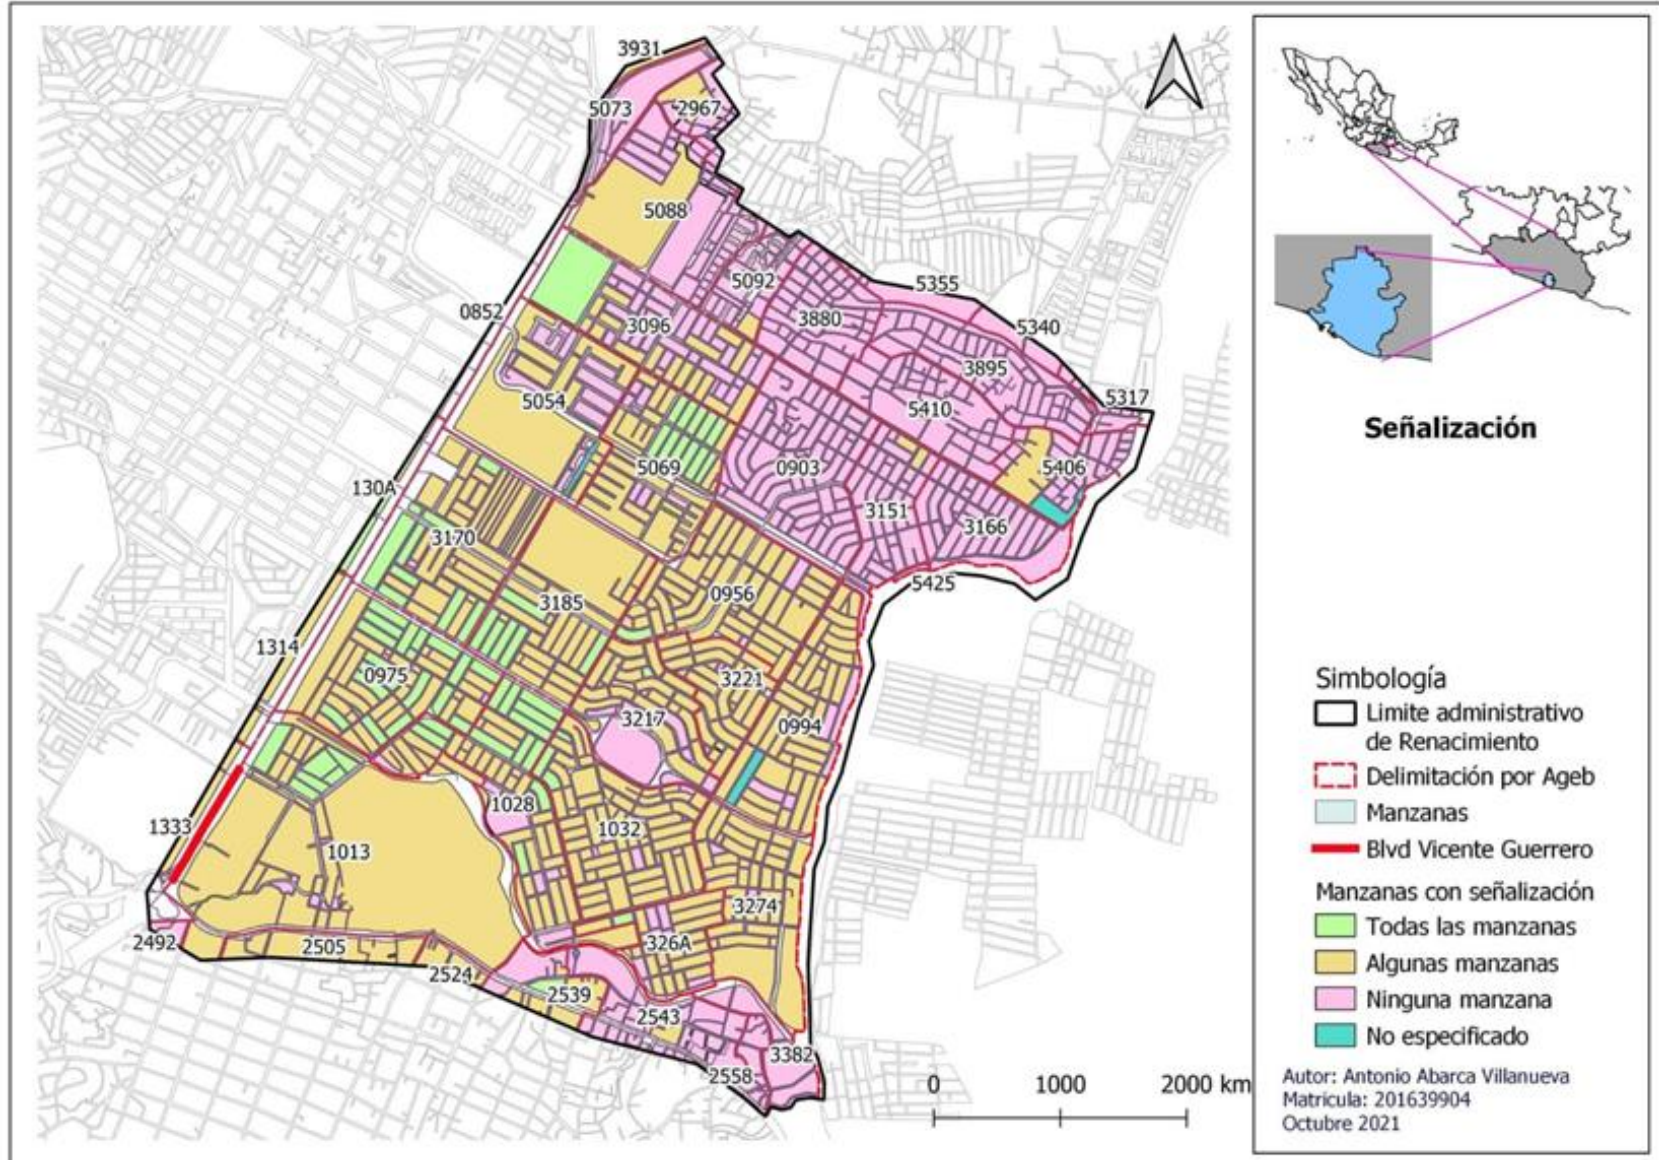 3931
5073
2967
5088
5092
5355
0852
3096
3880
5340
3895
5054
5410
5317
5069
0903
5406
130A
3170
3151
3166
3185
0956
5425
1314
0975
3221
3217
0994
1028
1333
1032
1013
3274
2492
2505
326A
2524
2539
2543
3382
2558
0 1000 2000 km
Señalización
Simbología
Limite administrativo
de Renacimiento
Delimitación por Ageb
Manzanas
Blvd Vicente Guerrero
Manzanas con señalización
Todas las manzanas
Algunas manzanas
Ninguna manzana
No especificado
Autor: Antonio Abarca Villanueva
Matricula: 201639904
Octubre 2021